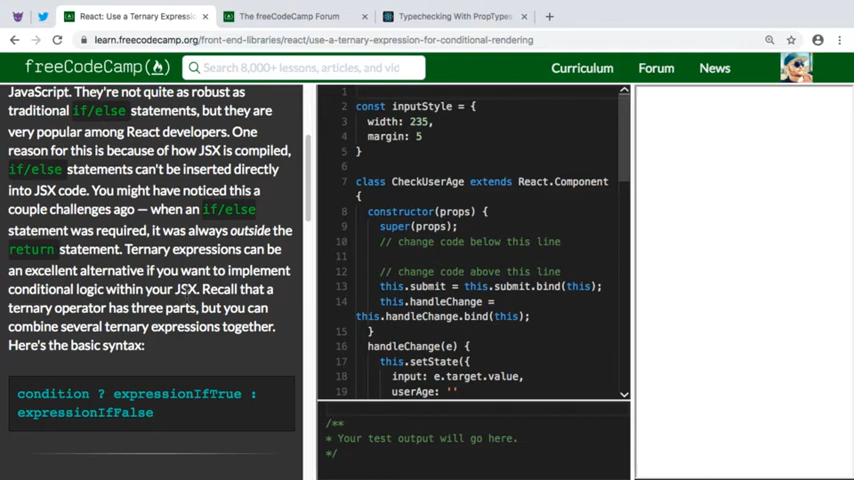 React: Use a Ternary Expressi
The freeCodeCamp Forum
Typechecking With PropTypes
learn.freecodecamp.org/front-end-libraries/react/use-a-ternary-expression-for-conditional-rendering
freeCodeCamp
Search 8,000+ lessons, articles, and vid
Curriculum
Forum
News
JavaScript. They're not quite as robust as
traditional if/else statements, but they are
very popular among React developers. One
reason for this is because of how JSX is compiled,
if/else statements can't be inserted directly
into JSX code. You might have noticed this a
couple challenges ago — when an if/else
statement was required, it was always outside the
return statement. Ternary expressions can be
an excellent alternative if you want to implement
conditional logic within your JSX. Recall that a
ternary operator has three parts, but you can
combine several ternary expressions together.
Here's the basic syntax:
condition ? expressionIfTrue :
expressionIfFalse
1
2 const inputStyle = {
3 width: 235,
4 margin: 5
5 }
6
7 class CheckUserAge extends React.Component
{
8 constructor(props) {
9 super(props);
10 // change code below this line
11
12 // change code above this line
13 this.submit = this.submit.bind(this);
14 this.handleChange =
this.handleChange.bind(this);
15 }
16 handleChange(e) {
17 this.setState({
18 input: e.target.value,
19 userAge: ''
/**
* Your test output will go here.
*/